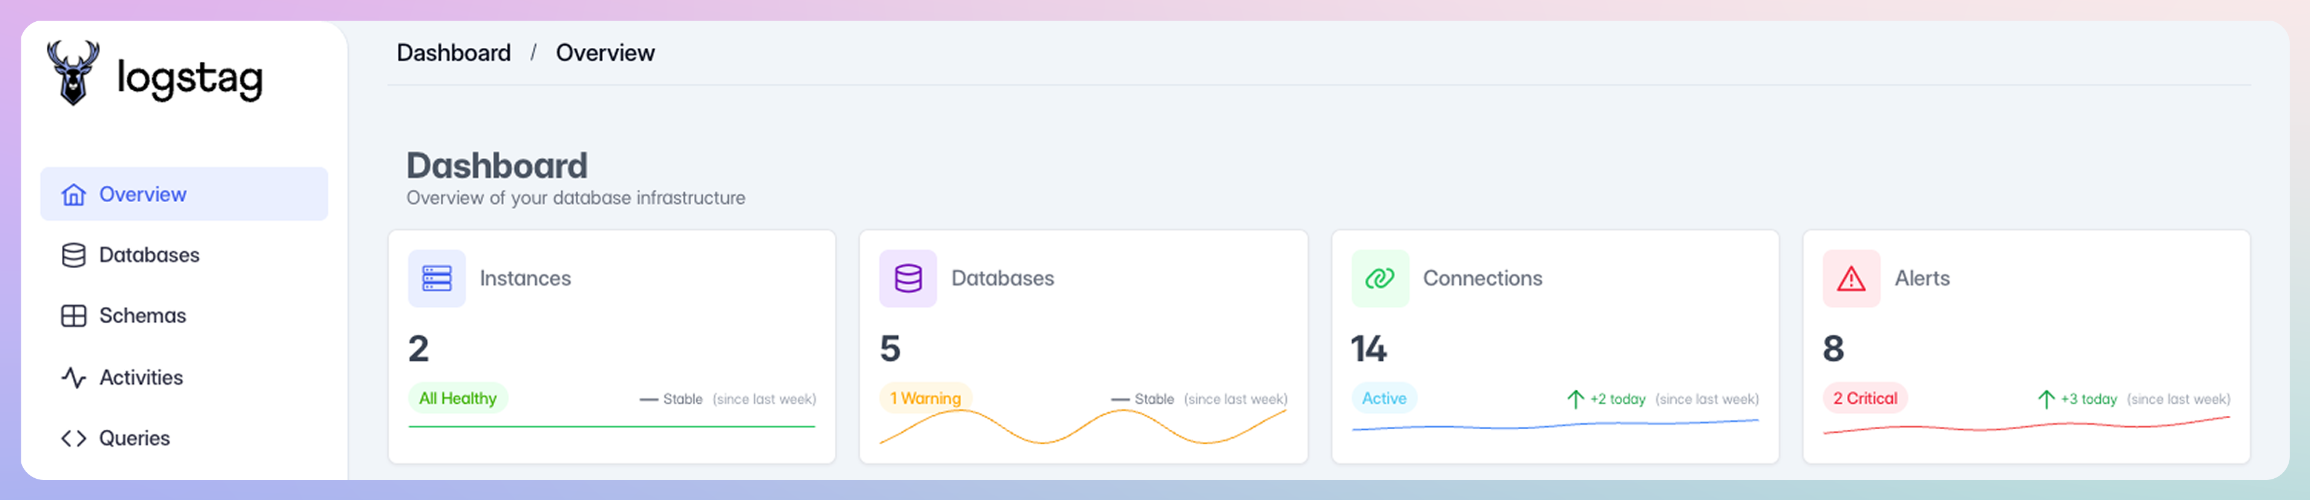 logstag
Dashboard / Overview
Overview
Databases
Schemas
Activities
Queries
Dashboard
Overview of your database infrastructure
Instances
2
All Healthy
Stable (since last week)
Databases
5
1 Warning
Stable (since last week)
Connections
14
Active
+2 today (since last week)
Alerts
8
2 Critical
+3 today (since last week)